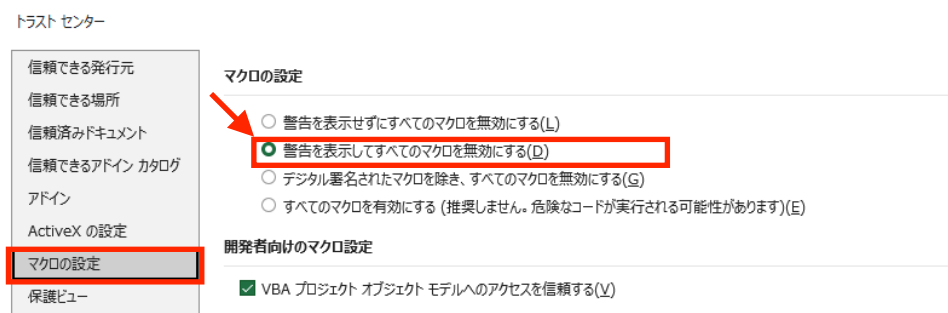 トラスト センター
信頼できる発行元
信頼できる場所
信頼済みドキュメント
信頼できるアドイン カタログ
アドイン
ActiveX の設定
マクロの設定
保護ビュー
マクロの設定
警告を表示せずにすべてのマクロを無効にする(L)
警告を表示してすべてのマクロを無効にする(D)
デジタル署名されたマクロを除き、すべてのマクロを無効にする(G)
すべてのマクロを有効にする (推奨しません。危険なコードが実行される可能性があります)(E)
開発者向けのマクロ設定
VBA プロジェクト オブジェクト モデルへのアクセスを信頼する(V)